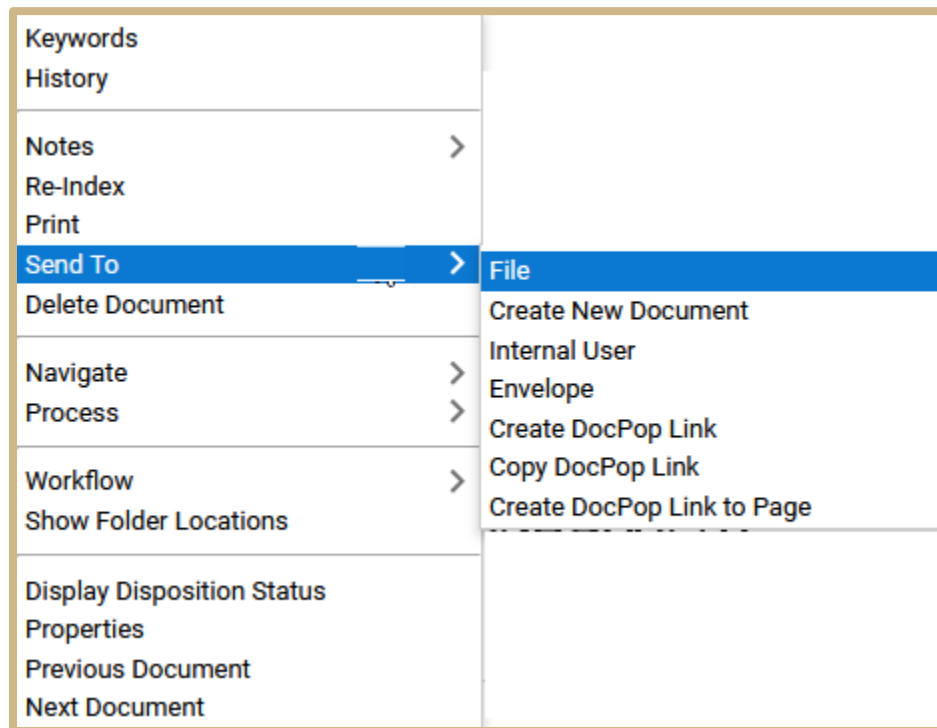 Keywords
History
Notes
Re-Index
Print
Send To
Delete Document
Navigate
Process
Workflow
Show Folder Locations
Display Disposition Status
Properties
Previous Document
Next Document
File
Create New Document
Internal User
Envelope
Create DocPop Link
Copy DocPop Link
Create DocPop Link to Page